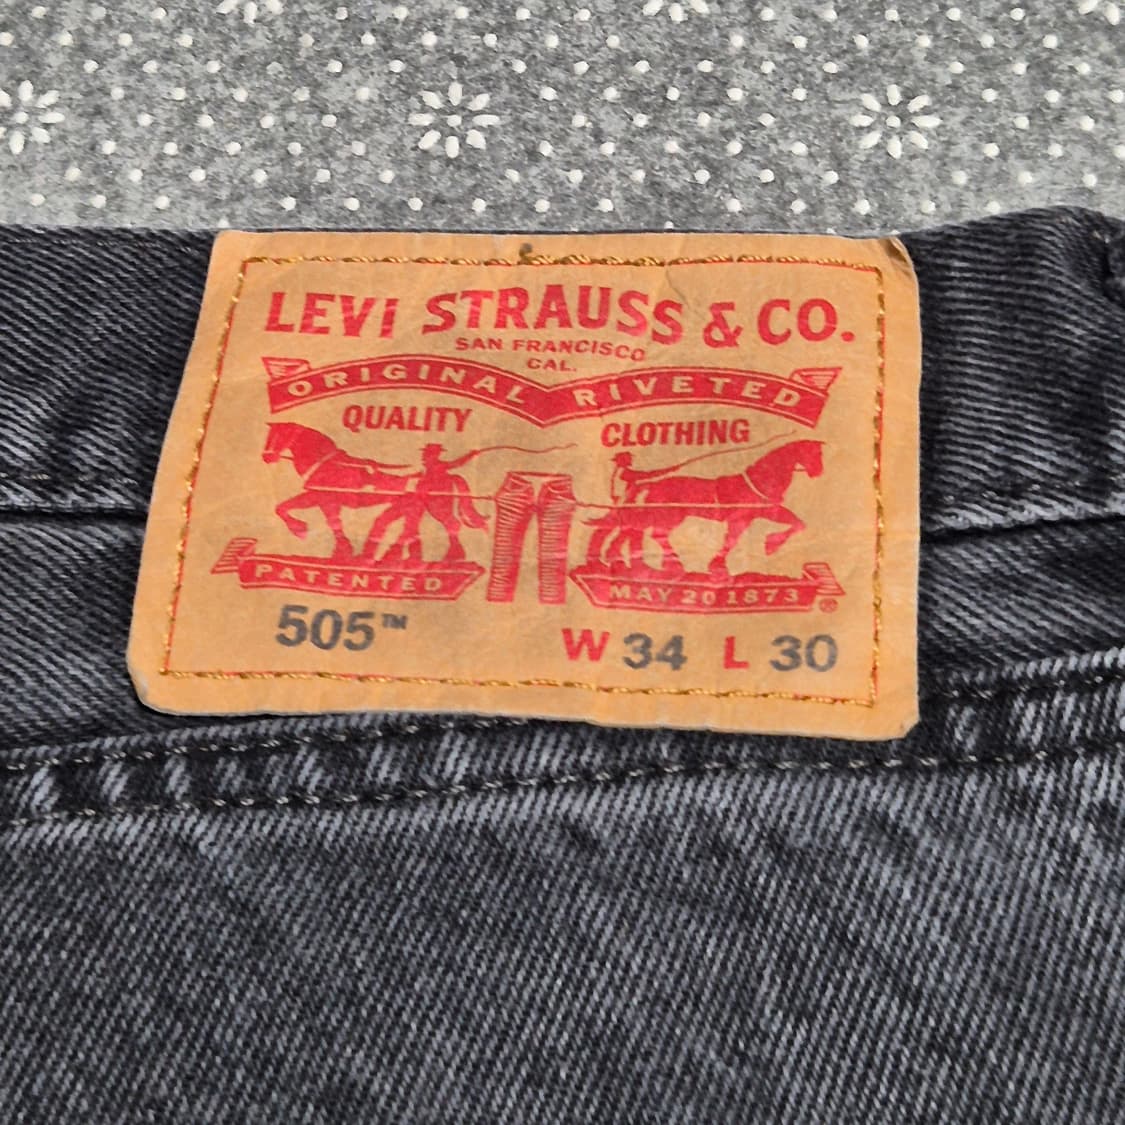 LEVI STRAUSS & CO.
SAN FRANCISCO
CAL.
ORIGINAL RIVETED
QUALITY CLOTHING
PATENTED MAY 20 1873 ®
505™ W 34 L 30